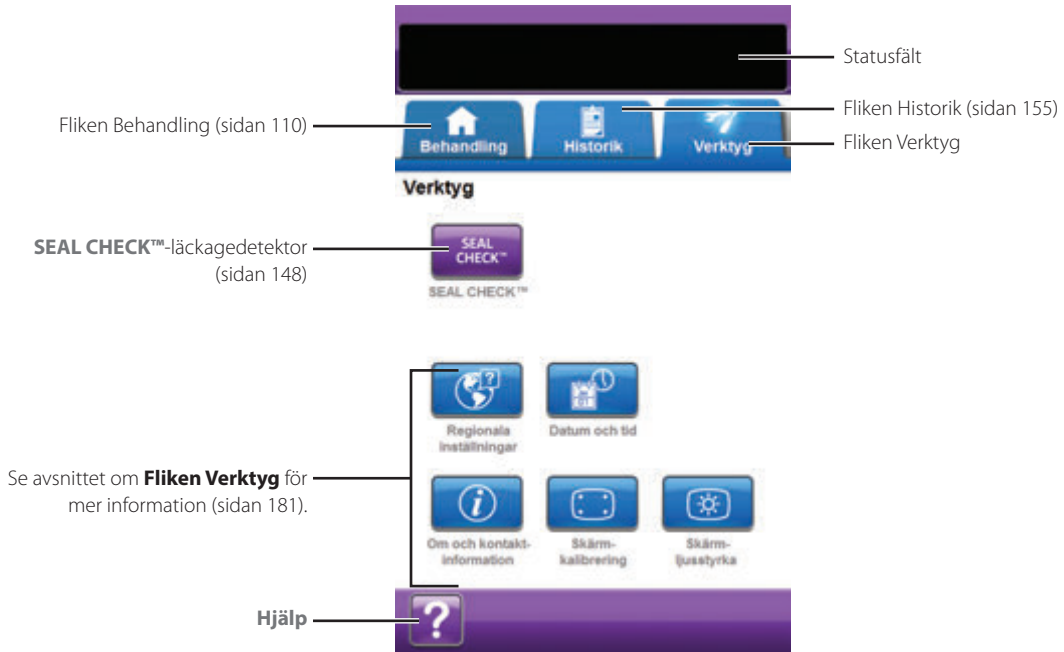 Statusfält
Fliken Behandling (sidan 110)
Fliken Historik (sidan 155)
Fliken Verktyg
Behandling
Historik
Verktyg
Verktyg
SEAL CHECK™-läckagedetektor
(sidan 148)
SEAL
CHECK™
SEAL CHECK™
Regionala
inställningar
Datum och tid
Se avsnittet om Fliken Verktyg för
mer information (sidan 181).
Om och kontakt-
information
Skärm-
kalibrering
Skärm-
ljusstyrka
Hjälp
?